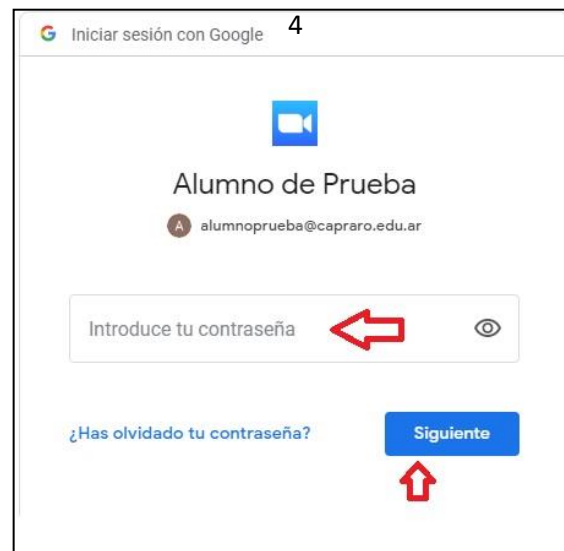 Iniciar sesión con Google 4
Alumno de Prueba
A alumnoprueba@capraro.edu.ar
Introduce tu contraseña
¿Has olvidado tu contraseña? Siguiente